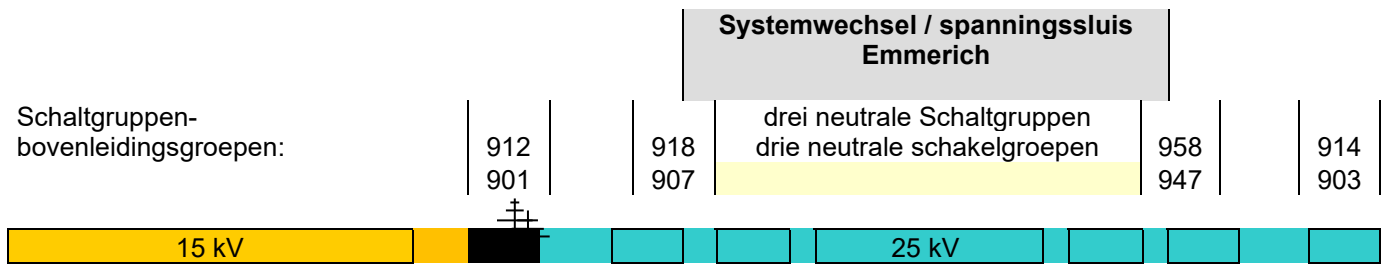 Systemwechsel / spanningssluis
Emmerich
Schaltgruppen-
drei neutrale Schaltgruppen
bovenleidingsgroepen:
912
918
drie neutrale schakelgroepen
958
914
901
907
947
903
15 kV
25 kV